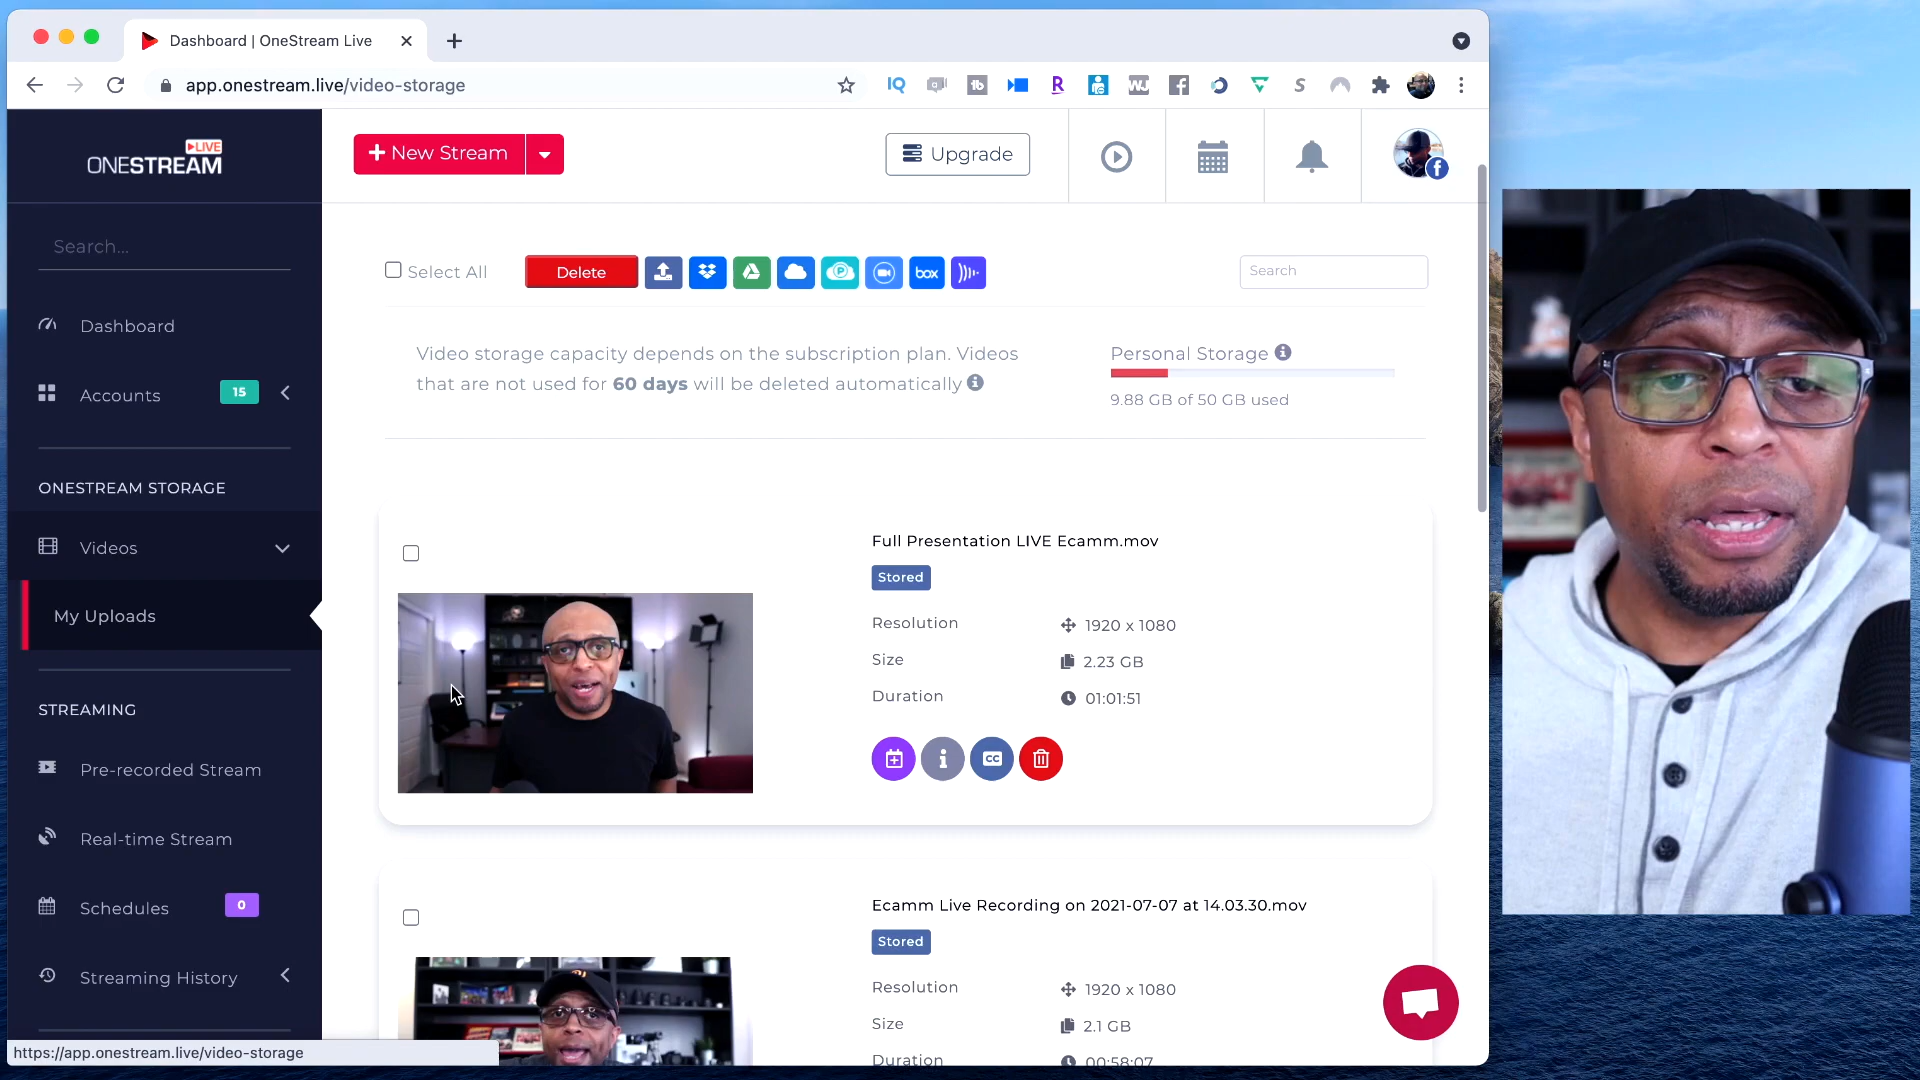 Dashboard | OneStream Live
app.onestream.live/video-storage
LIVE
ONESTREAM
New Stream
Upgrade
Search...
Dashboard
Accounts 15
ONESTREAM STORAGE
Videos
My Uploads
STREAMING
Pre-recorded Stream
Real-time Stream
Schedules 0
Streaming History
https://app.onestream.live/video-storage
Select All
Delete
box
Search
Video storage capacity depends on the subscription plan. Videos
that are not used for 60 days will be deleted automatically
Personal Storage
9.88 GB of 50 GB used
Full Presentation LIVE Ecamm.mov
Stored
Resolution 1920 x 1080
Size 2.23 GB
Duration 01:01:51
CC
Ecamm Live Recording on 2021-07-07 at 14.03.30.mov
Stored
Resolution 1920 x 1080
Size 2.1 GB
Duration 00:58:07